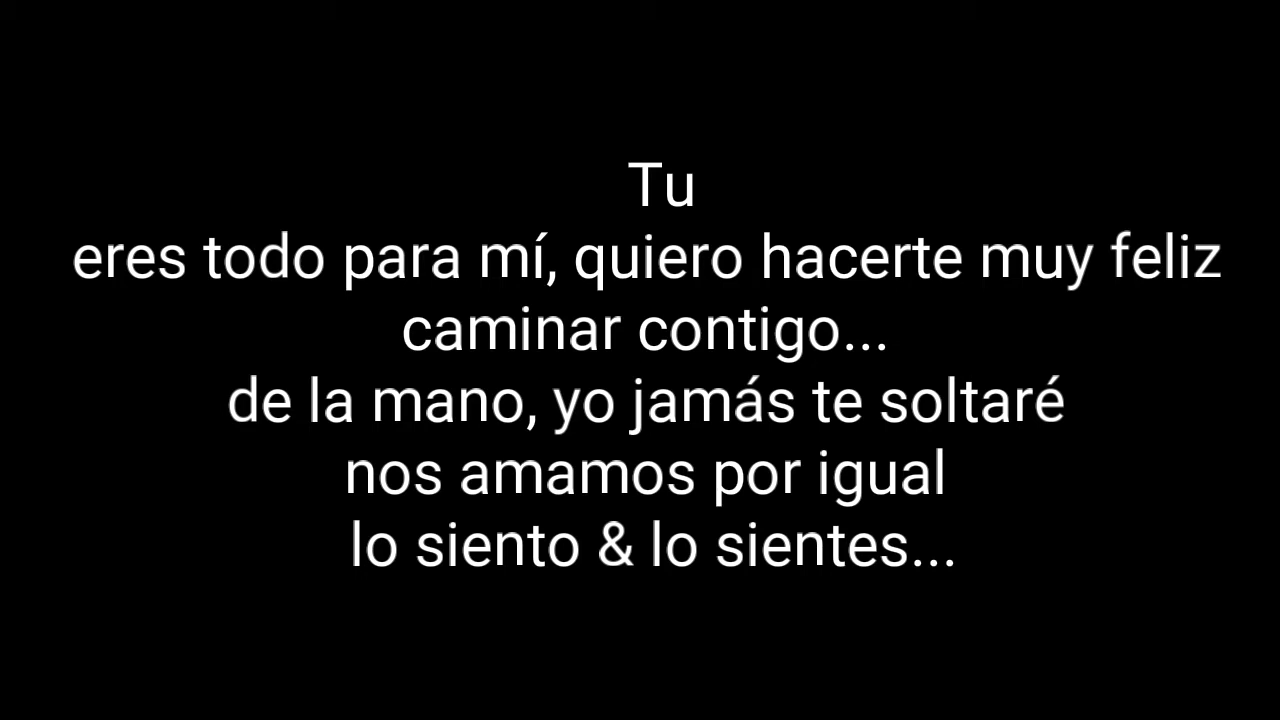 Tu
eres todo para mí, quiero hacerte muy feliz
caminar contigo...
de la mano, yo jamás te soltaré
nos amamos por igual
lo siento & lo sientes...